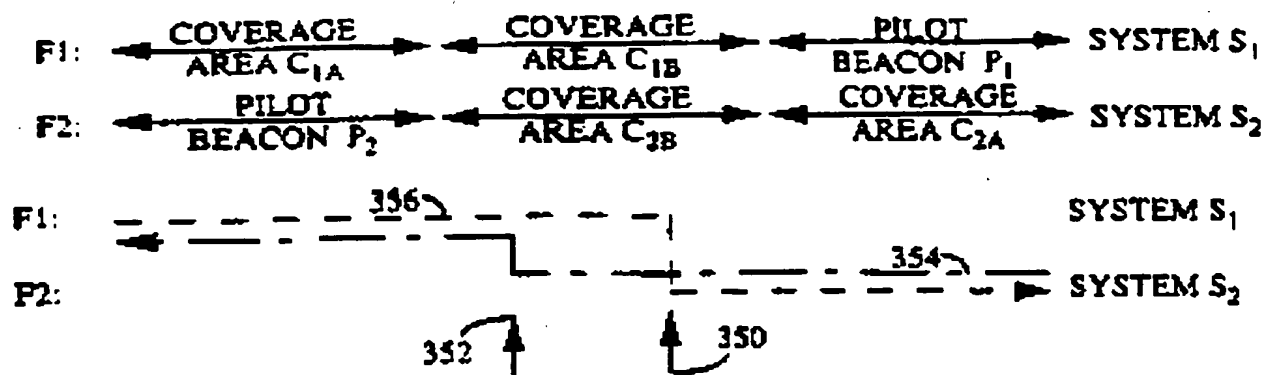 F1: COVERAGE AREA C1A COVERAGE AREA C1B PILOT BEACON P1 SYSTEM S1
F2: PILOT BEACON P2 COVERAGE AREA C2B COVERAGE AREA C2A SYSTEM S2
F1: 356 SYSTEM S1
F2: 354 SYSTEM S2
352 350